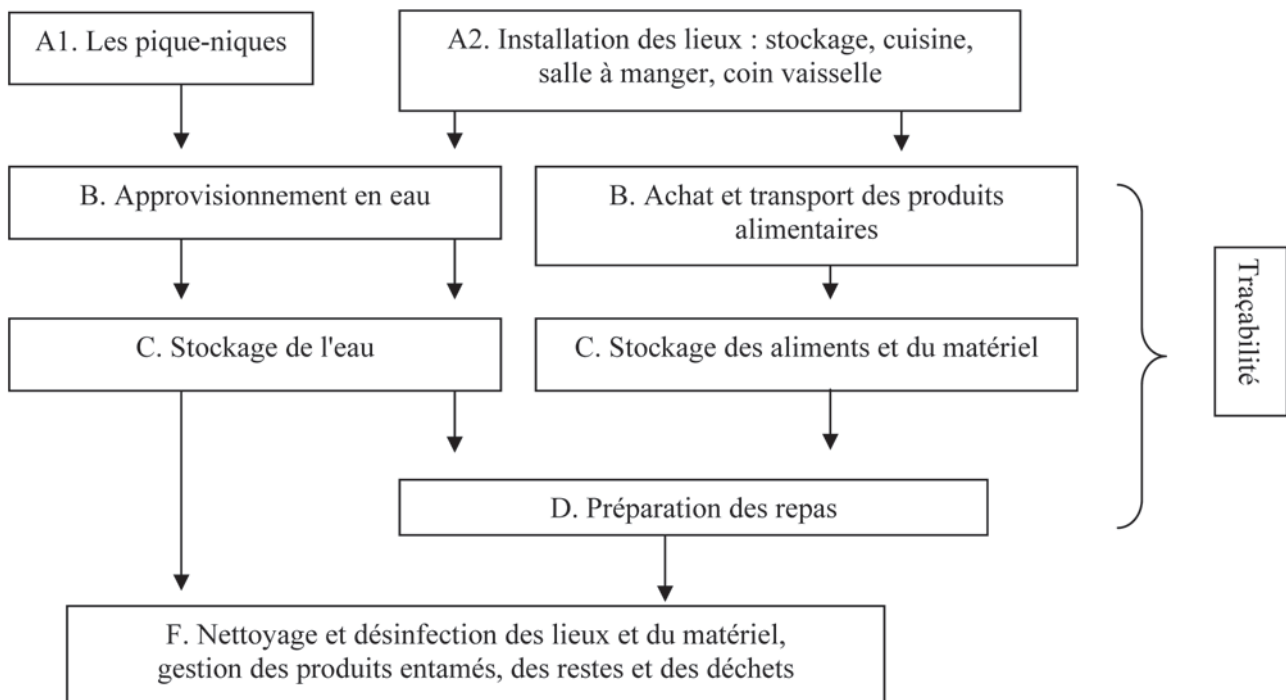 A1. Les pique-niques
A2. Installation des lieux : stockage, cuisine,
salle à manger, coin vaisselle
B. Approvisionnement en eau
B. Achat et transport des produits
alimentaires
C. Stockage de l'eau
C. Stockage des aliments et du matériel
Traçabilité
D. Préparation des repas
F. Nettoyage et désinfection des lieux et du matériel,
gestion des produits entamés, des restes et des déchets